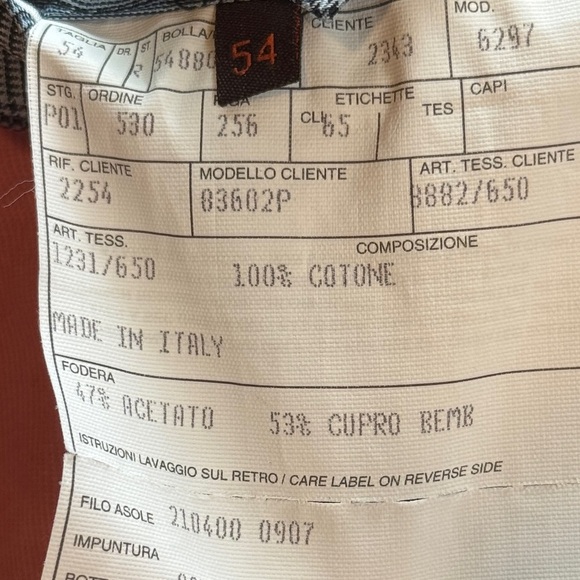 TAGLIA DR. ST. BOLLA CLIENTE MOD.
54 2 5488 54 2343 6297
STG. ORDINE RIGA ETICHETTE CAPI
P01 530 256 CLI 65 TES
RIF. CLIENTE MODELLO CLIENTE ART. TESS. CLIENTE
2254 83602P 8882/650
ART. TESS. COMPOSIZIONE
1231/650 100% COTONE
MADE IN ITALY
FODERA
47% ACETATO 53% CUPRO BEMB
ISTRUZIONI LAVAGGIO SUL RETRO / CARE LABEL ON REVERSE SIDE
FILO ASOLE 210400 0907
IMPUNTURA